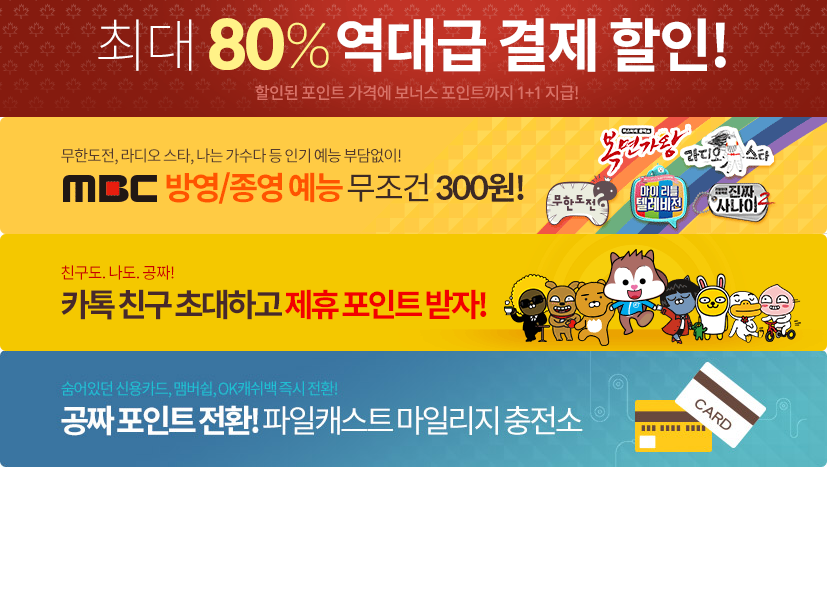 최대 80% 역대급 결제 할인!
할인된 포인트 가격에 보너스 포인트까지 1+1 지급!
무한도전, 라디오 스타, 나는 가수다 등 인기 예능 부담없이!
MBC 방영/종영 예능 무조건 300원!
복면가왕
라디오 스타
무한도전
마이 리틀
텔레비전
진짜
사나이2
친구도. 나도. 공짜!
카톡 친구 초대하고 제휴 포인트 받자!
숨어있던 신용카드, 맴버쉽, OK캐쉬백 즉시 전환!
공짜 포인트 전환! 파일캐스트 마일리지 충전소
CARD